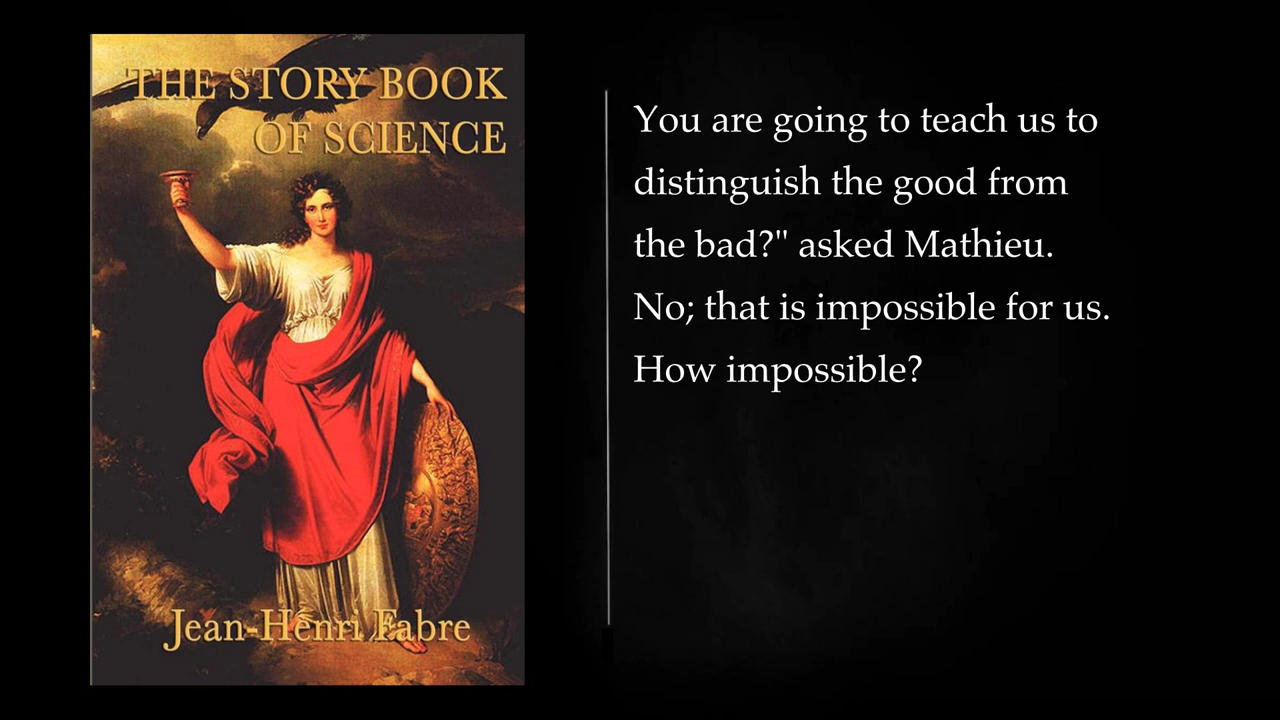 THE STORY BOOK
OF SCIENCE
Jean-Henri Fabre
You are going to teach us to
distinguish the good from
the bad?" asked Mathieu.
No; that is impossible for us.
How impossible?